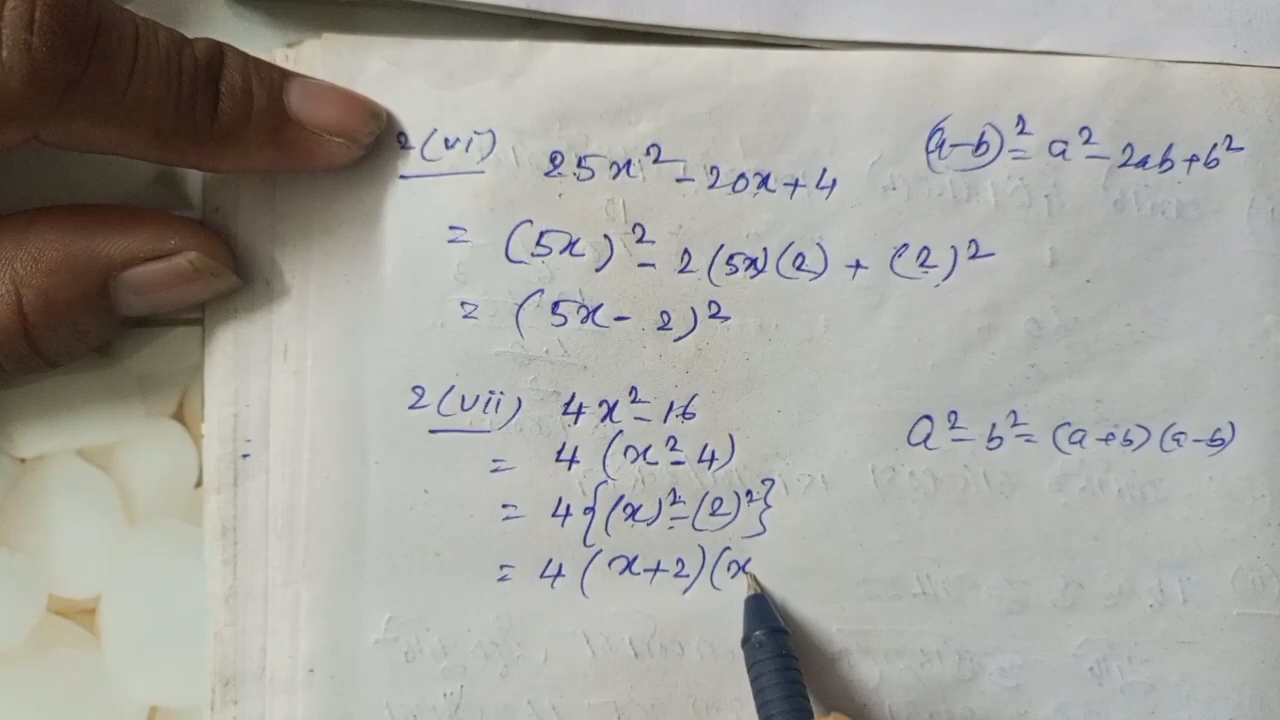 2(vi) 25x² - 20x + 4 (a-b)² = a² - 2ab + b²
= (5x)² - 2(5x)(2) + (2)²
= (5x - 2)²
2(vii) 4x² - 16
= 4(x² - 4) a² - b² = (a+b)(a-b)
= 4{(x)² - (2)²}
= 4(x+2)(x